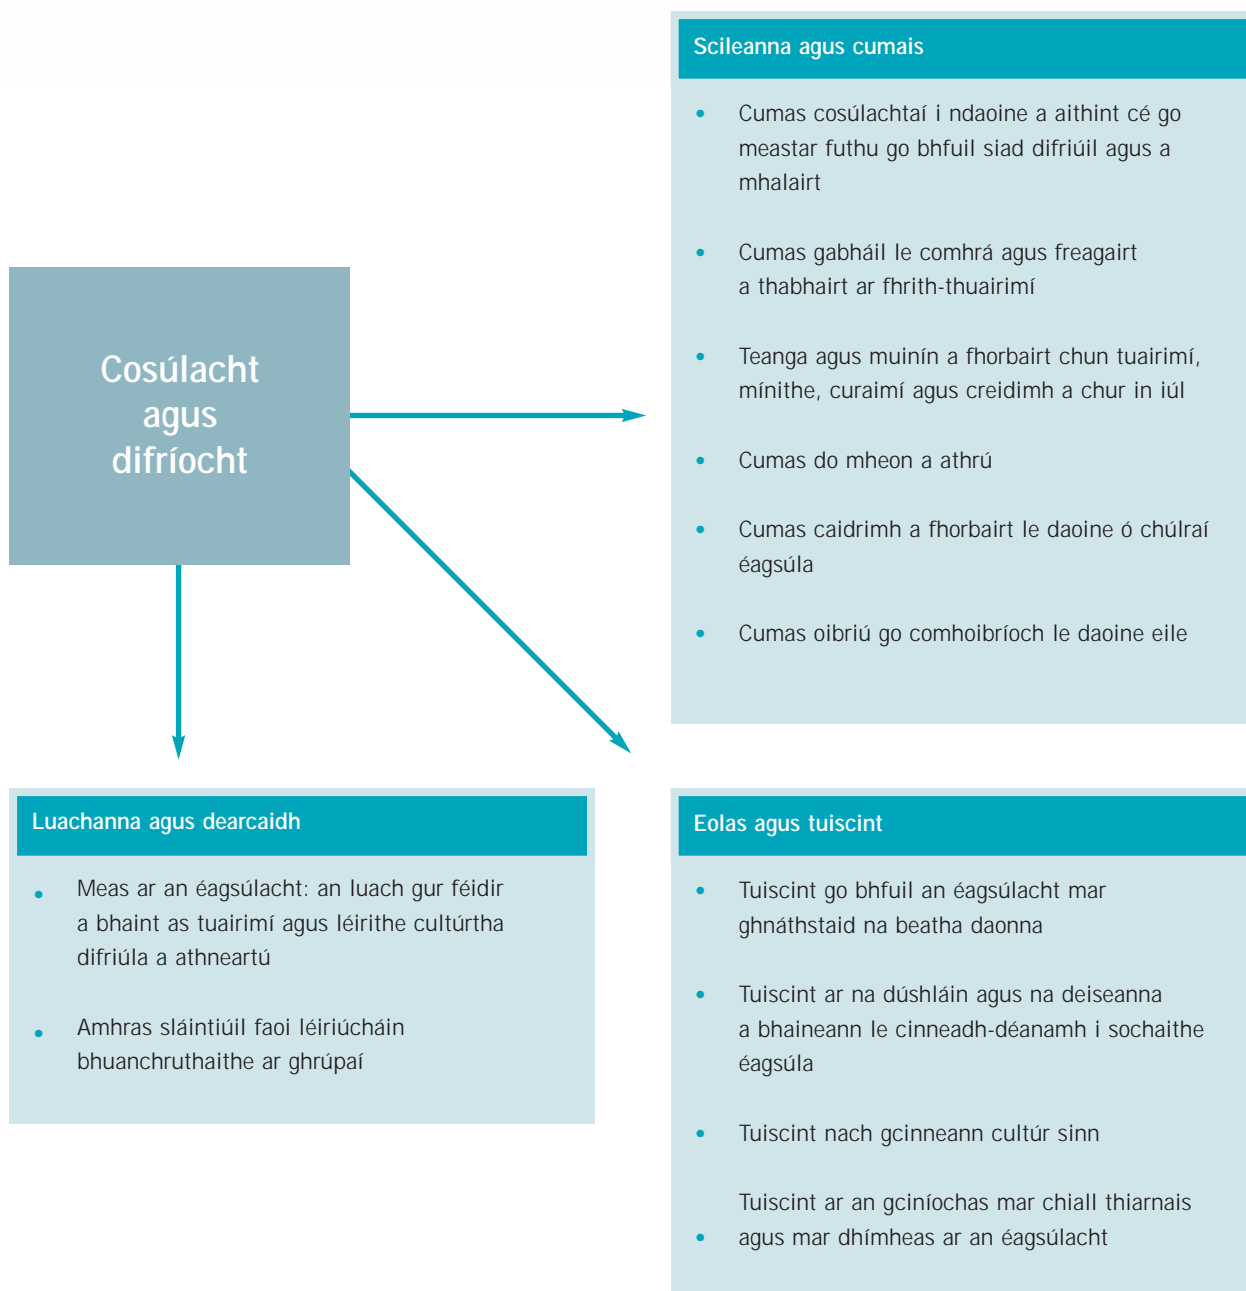 Scileanna agus cumais
• Cumas cosúlachtaí i ndaoine a aithint cé go
meastar futhu go bhfuil siad difriúil agus a
mhalairt
• Cumas gabháil le comhrá agus freagairt
a thabhairt ar fhrith-thuairimí
• Teanga agus muinín a fhorbairt chun tuairimí,
mínithe, curaimí agus creidimh a chur in iúl
• Cumas do mheon a athrú
• Cumas caidrimh a fhorbairt le daoine ó chúlraí
éagsúla
• Cumas oibriú go comhoibríoch le daoine eile
Cosúlacht
agus
difríocht
Luachanna agus dearcaidh
• Meas ar an éagsúlacht: an luach gur féidir
a bhaint as tuairimí agus léirithe cultúrtha
difriúla a athneartú
• Amhras sláintiúil faoi léiriúcháin
bhuanchruthaithe ar ghrúpaí
Eolas agus tuiscint
• Tuiscint go bhfuil an éagsúlacht mar
ghnáthstaid na beatha daonna
• Tuiscint ar na dúshláin agus na deiseanna
a bhaineann le cinneadh-déanamh i sochaithe
éagsúla
• Tuiscint nach gcinneann cultúr sinn
Tuiscint ar an gciníochas mar chiall thiarnais
• agus mar dhímheas ar an éagsúlacht